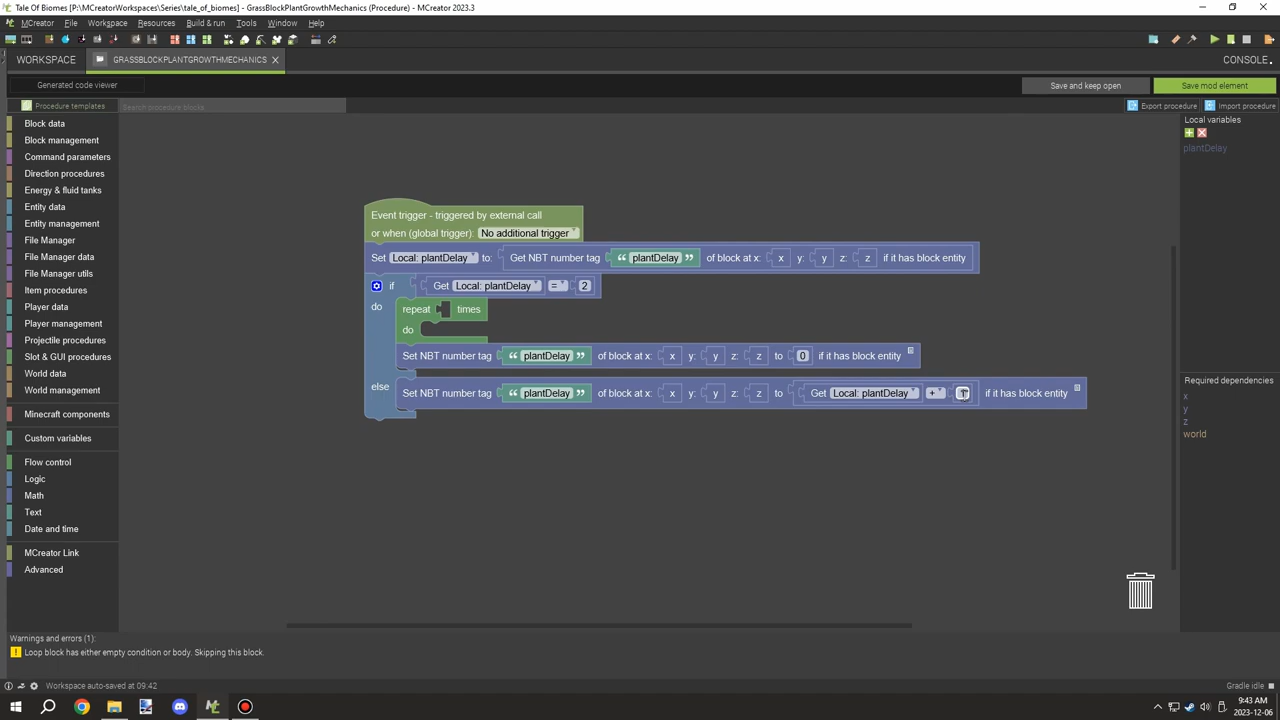 Tale Of Biomes [P:\MCreatorWorkspaces\Series\tale_of_biomes] - GrassBlockPlantGrowthMechanics (Procedure) - MCreator 2023.3
MCreator File Workspace Resources Build & run Tools Window Help
WORKSPACE GRASSBLOCKPLANTGROWTHMECHANICS CONSOLE
Generated code viewer Save and keep open Save mod element
Procedure templates Search procedure blocks Export procedure Import procedure
Block data
Block management
Command parameters
Direction procedures
Energy & fluid tanks
Entity data
Entity management
File Manager
File Manager data
File Manager utils
Item procedures
Player data
Player management
Projectile procedures
Slot & GUI procedures
World data
World management
Minecraft components
Custom variables
Flow control
Logic
Math
Text
Date and time
MCreator Link
Advanced
Event trigger - triggered by external call
or when (global trigger): No additional trigger
Set Local: plantDelay to: Get NBT number tag “ plantDelay ” of block at x: x y: y z: z if it has block entity
if Get Local: plantDelay = 2
do repeat times
do
Set NBT number tag “ plantDelay ” of block at x: x y: y z: z to 0 if it has block entity
else Set NBT number tag “ plantDelay ” of block at x: x y: y z: z to Get Local: plantDelay + if it has block entity
Local variables
plantDelay
Required dependencies
x
y
z
world
Warnings and errors (1):
Loop block has either empty condition or body. Skipping this block.
Workspace auto-saved at 09:42 Gradle idle
9:43 AM
2023-12-06